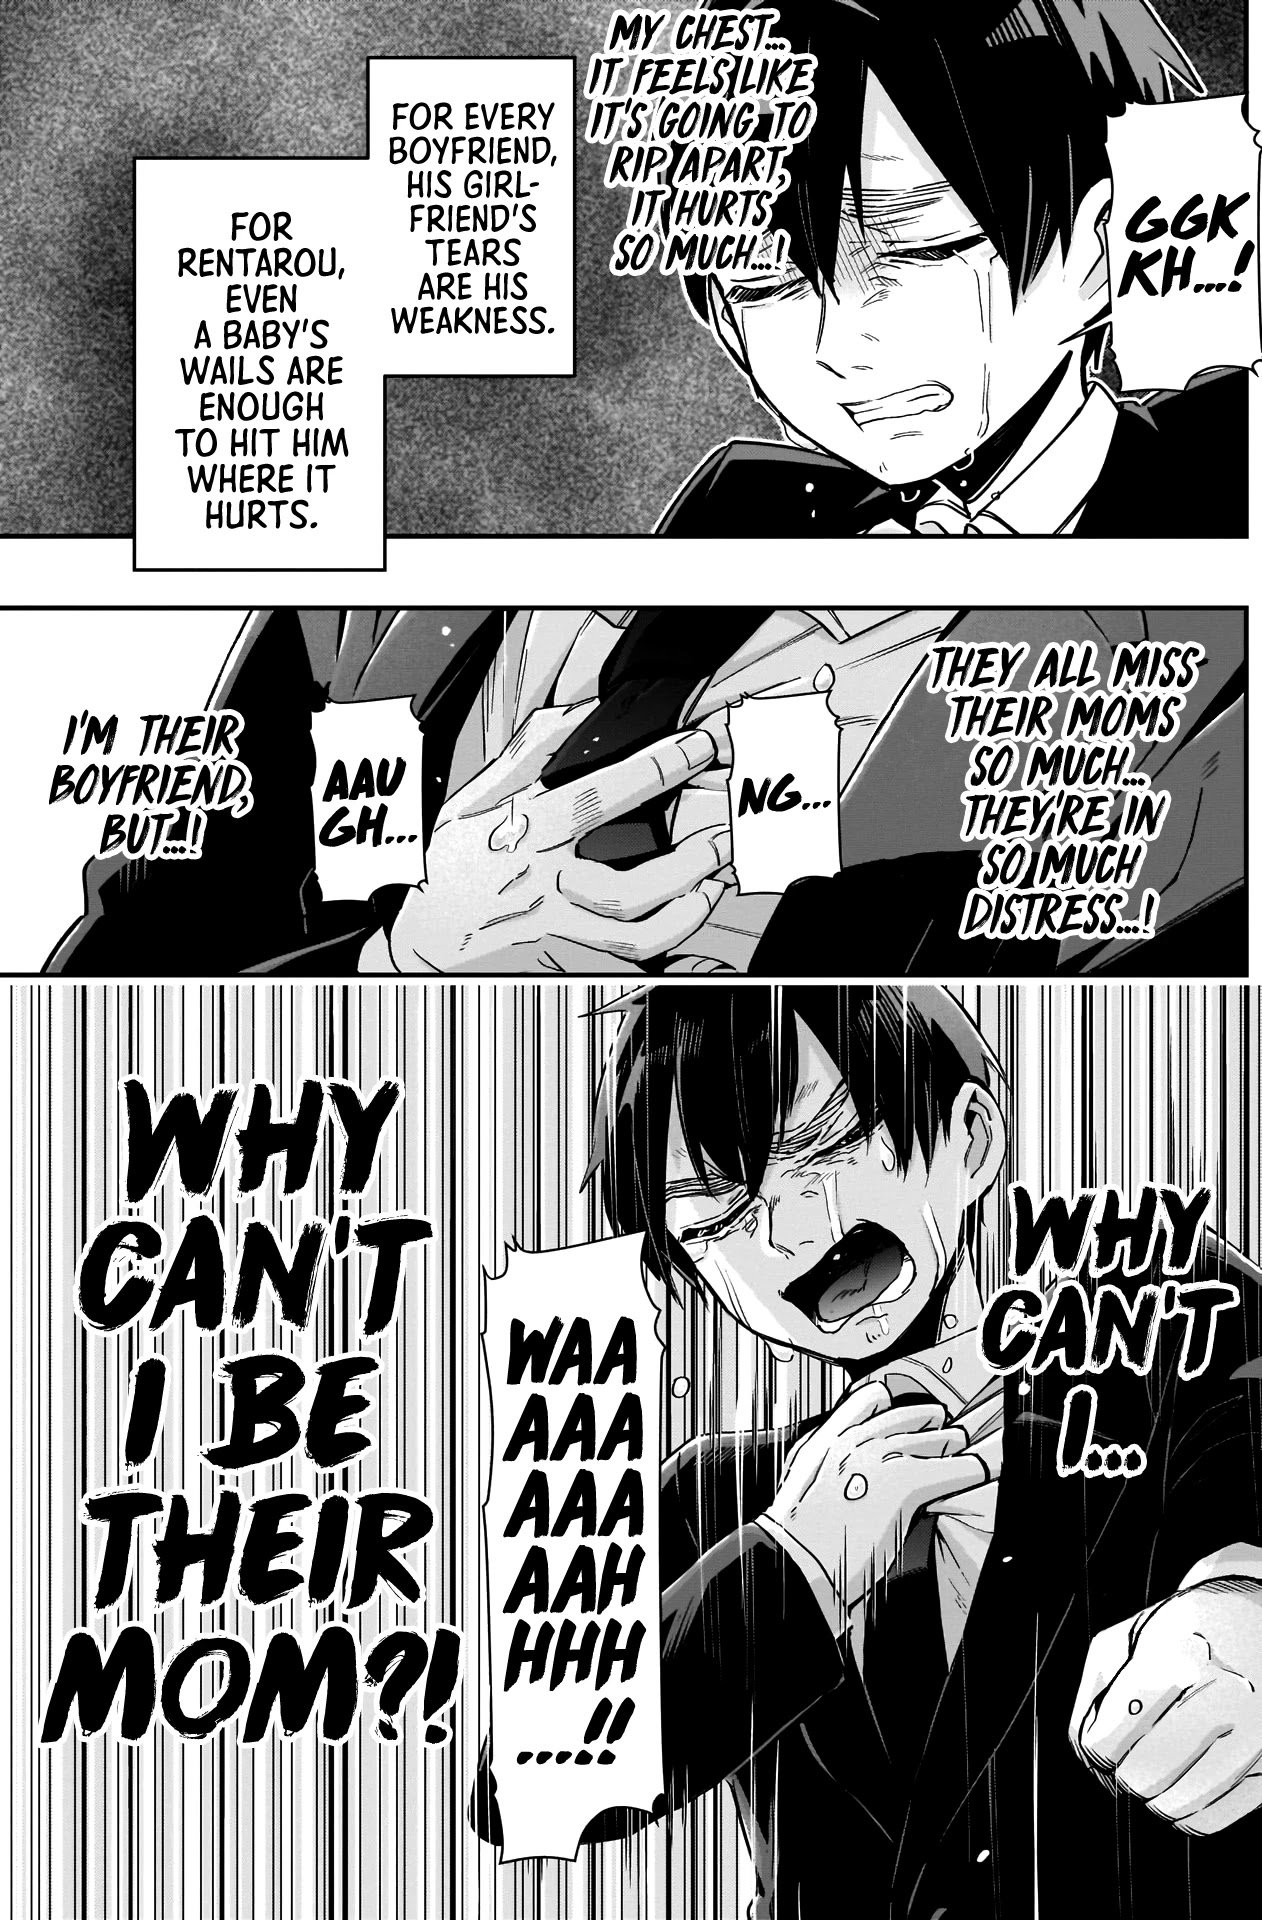 GGK
KH...!
MY CHEST...
IT FEELS LIKE
IT'S GOING TO
RIP APART,
IT HURTS
SO MUCH...!
FOR EVERY
BOYFRIEND,
HIS GIRL-
FRIEND'S
TEARS
ARE HIS
WEAKNESS.
FOR
RENTAROU,
EVEN
A BABY'S
WAILS ARE
ENOUGH
TO HIT HIM
WHERE IT
HURTS.
THEY ALL MISS
THEIR MOMS
SO MUCH...
THEY'RE IN
SO MUCH
DISTRESS...!
NG...
AAU
GH...
I'M THEIR
BOYFRIEND,
BUT...!
WHY
CAN'T
I...
WAA
AAA
AAA
AAH
HHH
...!!
WHY
CAN'T
I BE
THEIR
MOM?!